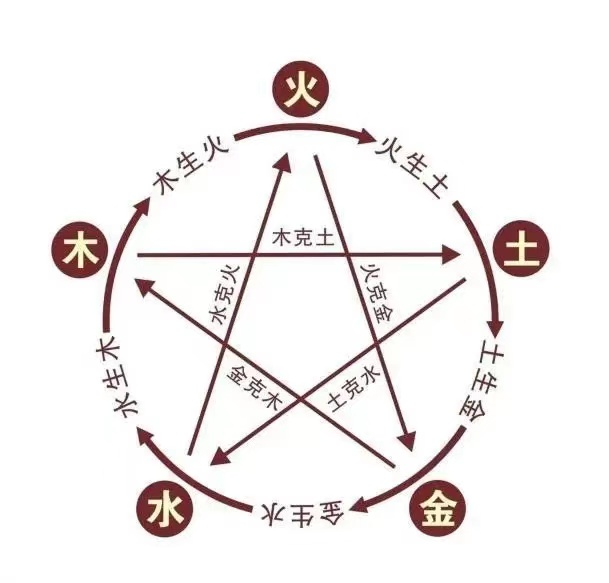 火
木生火
火生土
木
木克土
土
水克火
火克金
水生木
金克木
土克水
土生金
水
金生水
金